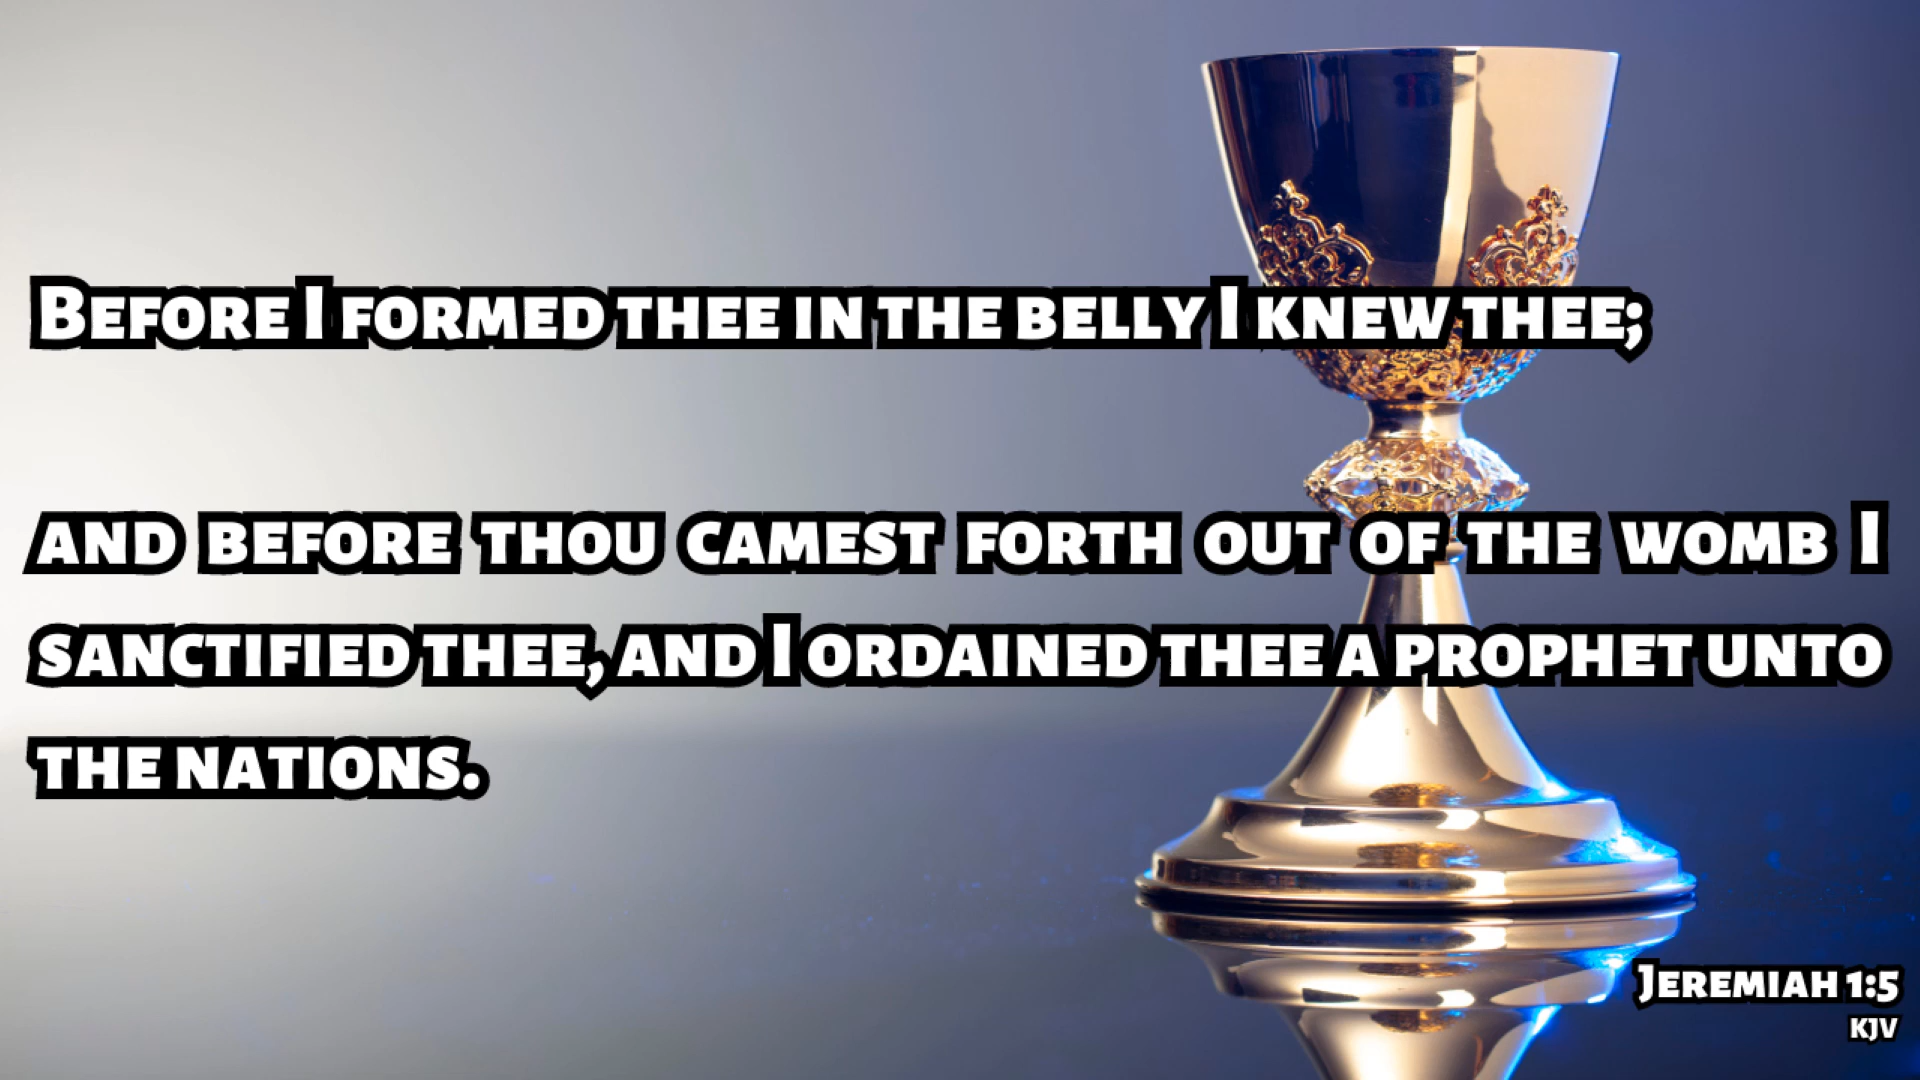 Before I formed thee in the belly I knew thee;
and before thou camest forth out of the womb I
sanctified thee, and I ordained thee a prophet unto
the nations.
Jeremiah 1:5
KJV